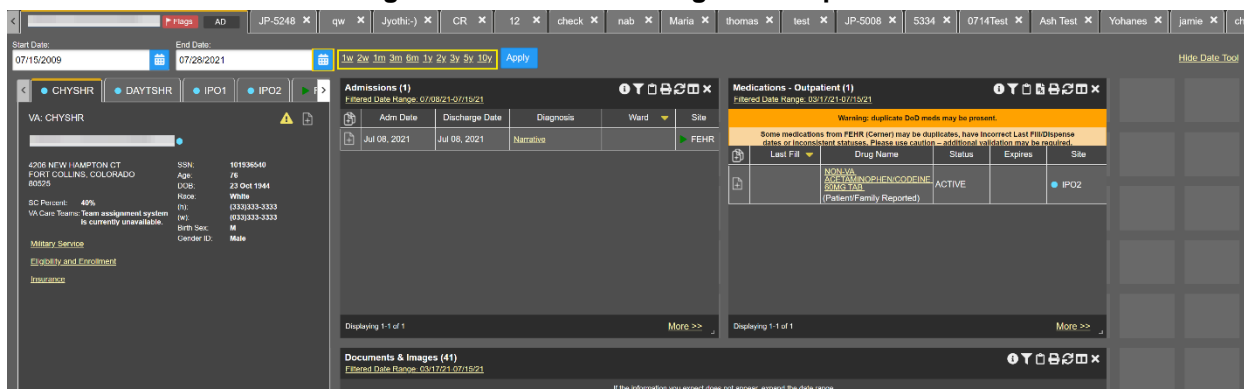 Flags AD JP-5248 qw Jyothi:-) CR 12 check nab Maria thomas test JP-5008 5334 0714Test Ash Test Yohanes jamie
Start Date: End Date:
07/15/2009 07/28/2021 1w 2w 1m 3m 6m 1y 2y 3y 5y 10y Apply Hide Date Tool
CHYSHR DAYTSHR IPO1 IPO2
VA: CHYSHR
4206 NEW HAMPTON CT
FORT COLLINS, COLORADO
80525
SC Percent: 40%
VA Care Teams: Team assignment system
is currently unavailable.
SSN: 101936540
Age: 76
DOB: 23 Oct 1944
Race: White
(h): (333)333-3333
(w): (033)333-3333
Birth Sex: M
Gender ID: Male
Military Service
Eligibility and Enrollment
Insurance
Admissions (1)
Filtered Date Range: 07/08/21-07/15/21
Adm Date Discharge Date Diagnosis Ward Site
Jul 08, 2021 Jul 08, 2021 Narrative FEHR
Displaying 1-1 of 1 More >>
Medications - Outpatient (1)
Filtered Date Range: 03/17/21-07/15/21
Warning: duplicate DoD meds may be present.
Some medications from FEHR (Cerner) may be duplicates, have incorrect Last Fill/Dispense
dates or inconsistent statuses. Please use caution – additional validation may be required.
Last Fill Drug Name Status Expires Site
NON-VA
ACETAMINOPHEN/CODEINE
60MG TAB
(Patient/Family Reported)
ACTIVE IPO2
Displaying 1-1 of 1 More >>
Documents & Images (41)
Filtered Date Range: 03/17/21-07/15/21
If the information you expect does not appear, expand the date range.